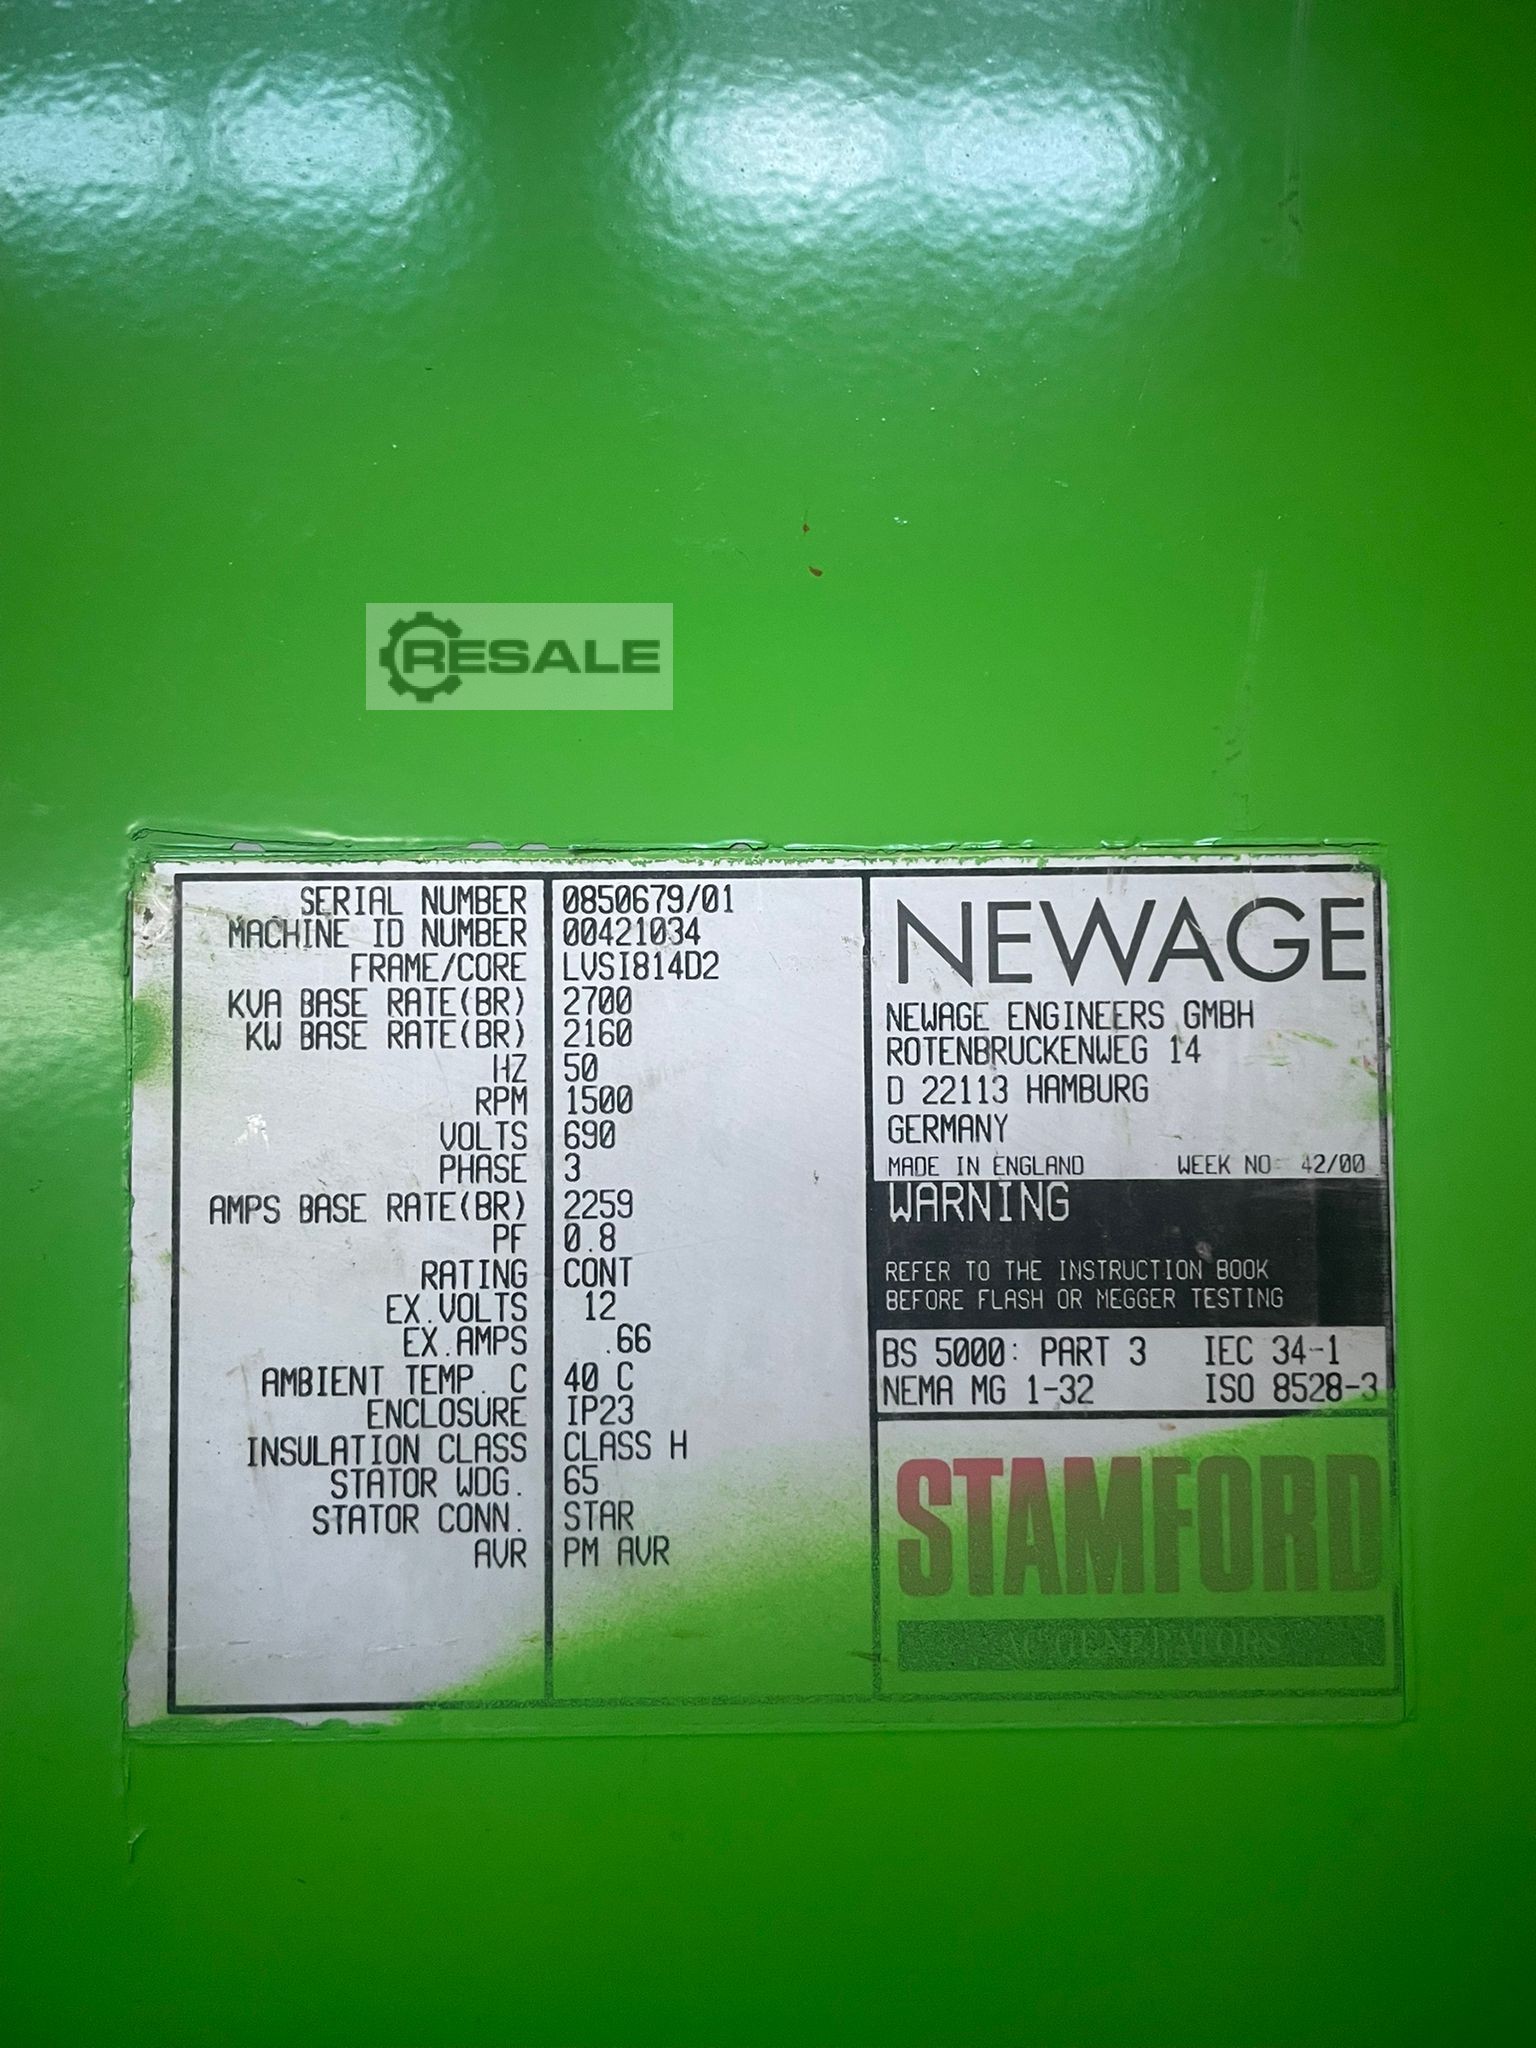 RESALE
SERIAL NUMBER 0850679/01
MACHINE ID NUMBER 00421034
FRAME/CORE LVSI814D2
KVA BASE RATE(BR) 2700
KW BASE RATE(BR) 2160
HZ 50
RPM 1500
VOLTS 690
PHASE 3
AMPS BASE RATE(BR) 2259
PF 0.8
RATING CONT
EX.VOLTS 12
EX.AMPS .66
AMBIENT TEMP. C 40 C
ENCLOSURE IP23
INSULATION CLASS CLASS H
STATOR WDG. 65
STATOR CONN. STAR
AVR PM AVR
NEWAGE
NEWAGE ENGINEERS GMBH
ROTENBRUCKENWEG 14
D 22113 HAMBURG
GERMANY
MADE IN ENGLAND WEEK NO= 42/00
WARNING
REFER TO THE INSTRUCTION BOOK
BEFORE FLASH OR MEGGER TESTING
BS 5000: PART 3 IEC 34-1
NEMA MG 1-32 ISO 8528-3
STAMFORD
AC GENERATORS